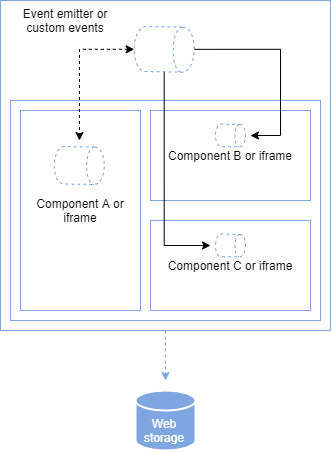 Event emitter or
custom events
Component A or
iframe
Component B or iframe
Component C or iframe
Web
storage